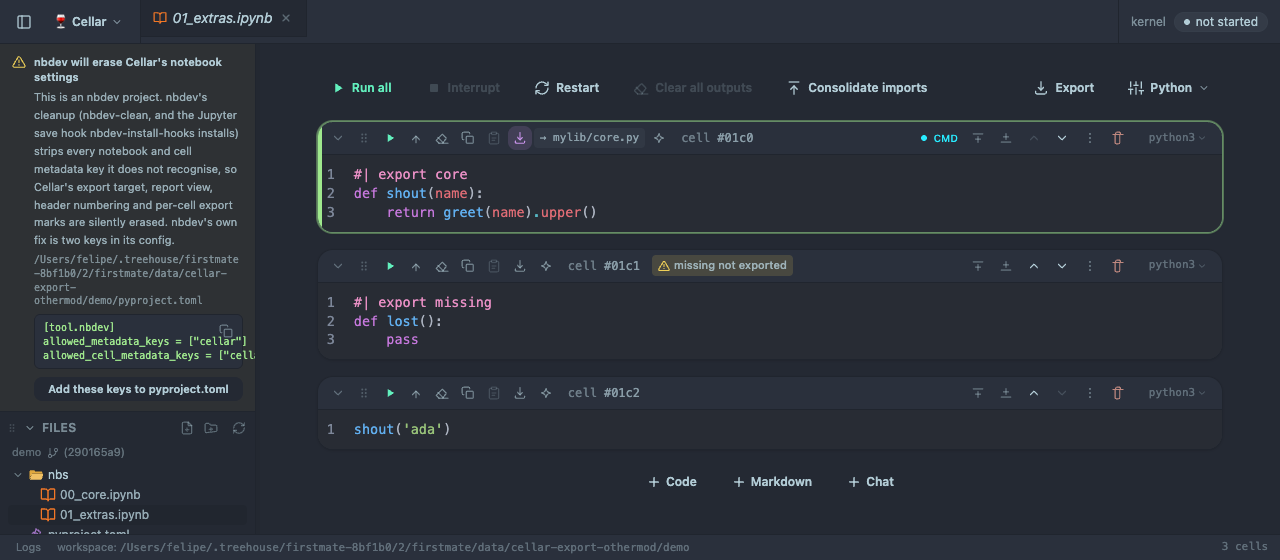 Cellar
01_extras.ipynb
kernel
not started
nbdev will erase Cellar's notebook
settings
This is an nbdev project. nbdev's
cleanup (nbdev-clean, and the Jupyter
save hook nbdev-install-hooks installs)
strips every notebook and cell
metadata key it does not recognise, so
Cellar's export target, report view,
header numbering and per-cell export
marks are silently erased. nbdev's own
fix is two keys in its config.
/Users/felipe/.treehouse/firstmate
-8bf1b0/2/firstmate/data/cellar-
export-
othermod/demo/pyproject.toml
[tool.nbdev]
allowed_metadata_keys = ["cellar"]
allowed_cell_metadata_keys = ["cella
Add these keys to pyproject.toml
FILES
demo (290165a9)
nbs
00_core.ipynb
01_extras.ipynb
pyproject.toml
Run all
Interrupt
Restart
Clear all outputs
Consolidate imports
Export
Python
→ mylib/core.py
cell #01c0
CMD
python3
1 #| export core
2 def shout(name):
3     return greet(name).upper()
cell #01c1
missing not exported
python3
1 #| export missing
2 def lost():
3     pass
cell #01c2
python3
1 shout('ada')
+ Code
+ Markdown
+ Chat
Logs
workspace: /Users/felipe/.treehouse/firstmate-8bf1b0/2/firstmate/data/cellar-export-othermod/demo
3 cells